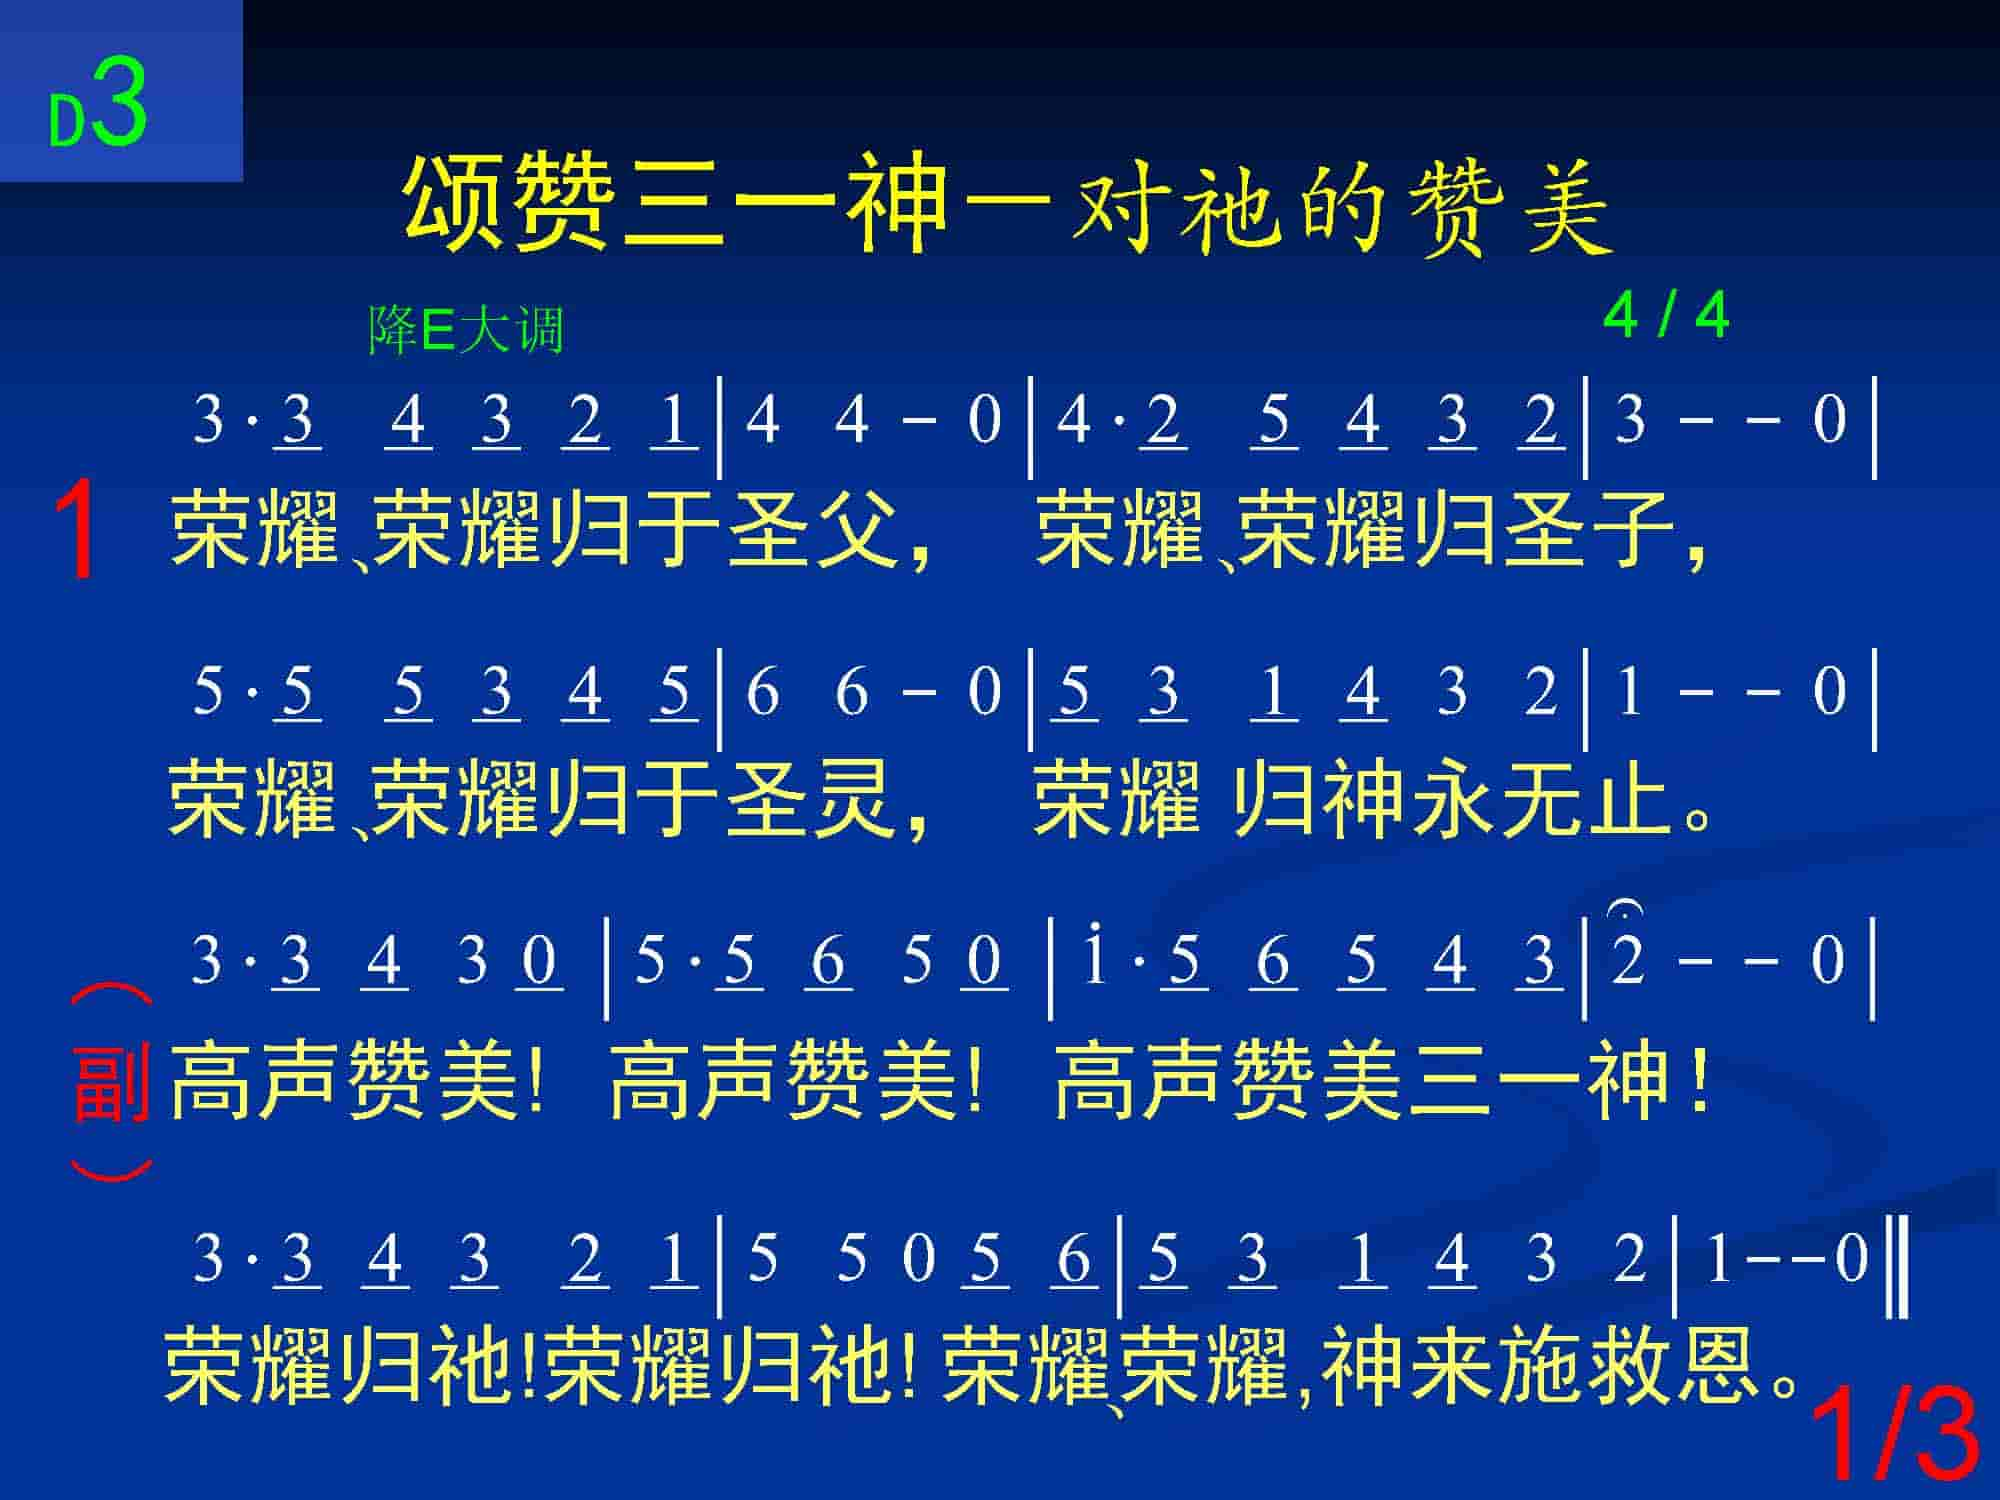 D3
颂赞三一神－对祂的赞美
降E大调 4 / 4
3 · 3 4 3 2 1 | 4 4 － 0 | 4 · 2 5 4 3 2 | 3 － － 0 |
1 荣耀、荣耀归于圣父， 荣耀、荣耀归圣子，
5 · 5 5 3 4 5 | 6 6 － 0 | 5 3 1 4 3 2 | 1 － － 0 |
荣耀、荣耀归于圣灵， 荣耀 归神永无止。
3 · 3 4 3 0 | 5 · 5 6 5 0 | i · 5 6 5 4 3 | 2 － － 0 |
（副） 高声赞美! 高声赞美! 高声赞美三一神!
3 · 3 4 3 2 1 | 5 5 0 5 6 | 5 3 1 4 3 2 | 1－－0 ‖
荣耀归祂!荣耀归祂! 荣耀、荣耀,神来施救恩。
1/3